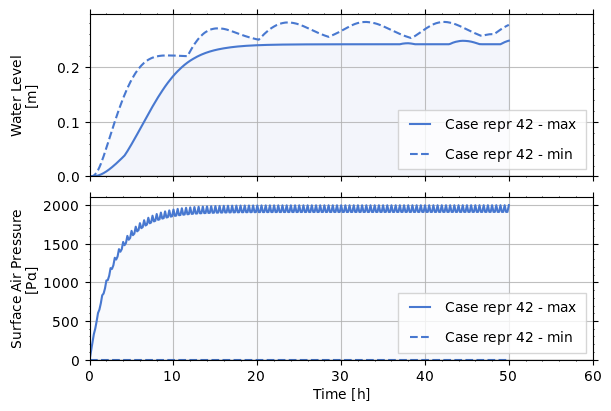 Water Level
[m]
0.2
0.1
0.0
Case repr 42 - max
Case repr 42 - min
Surface Air Pressure
[Pa]
2000
1500
1000
500
0
Case repr 42 - max
Case repr 42 - min
0 10 20 30 40 50 60
Time [h]